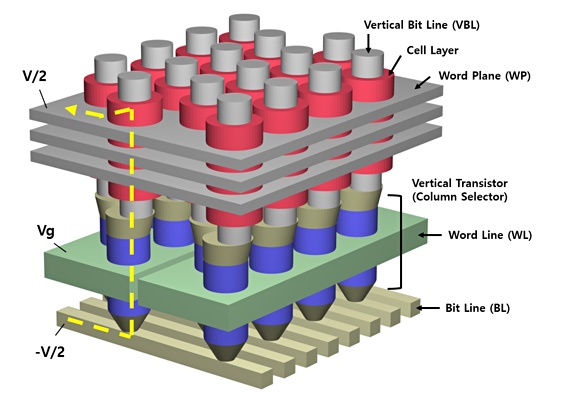 Vertical Bit Line (VBL)
Cell Layer
Word Plane (WP)
V/2
Vertical Transistor
(Column Selector)
Vg
Word Line (WL)
Bit Line (BL)
-V/2